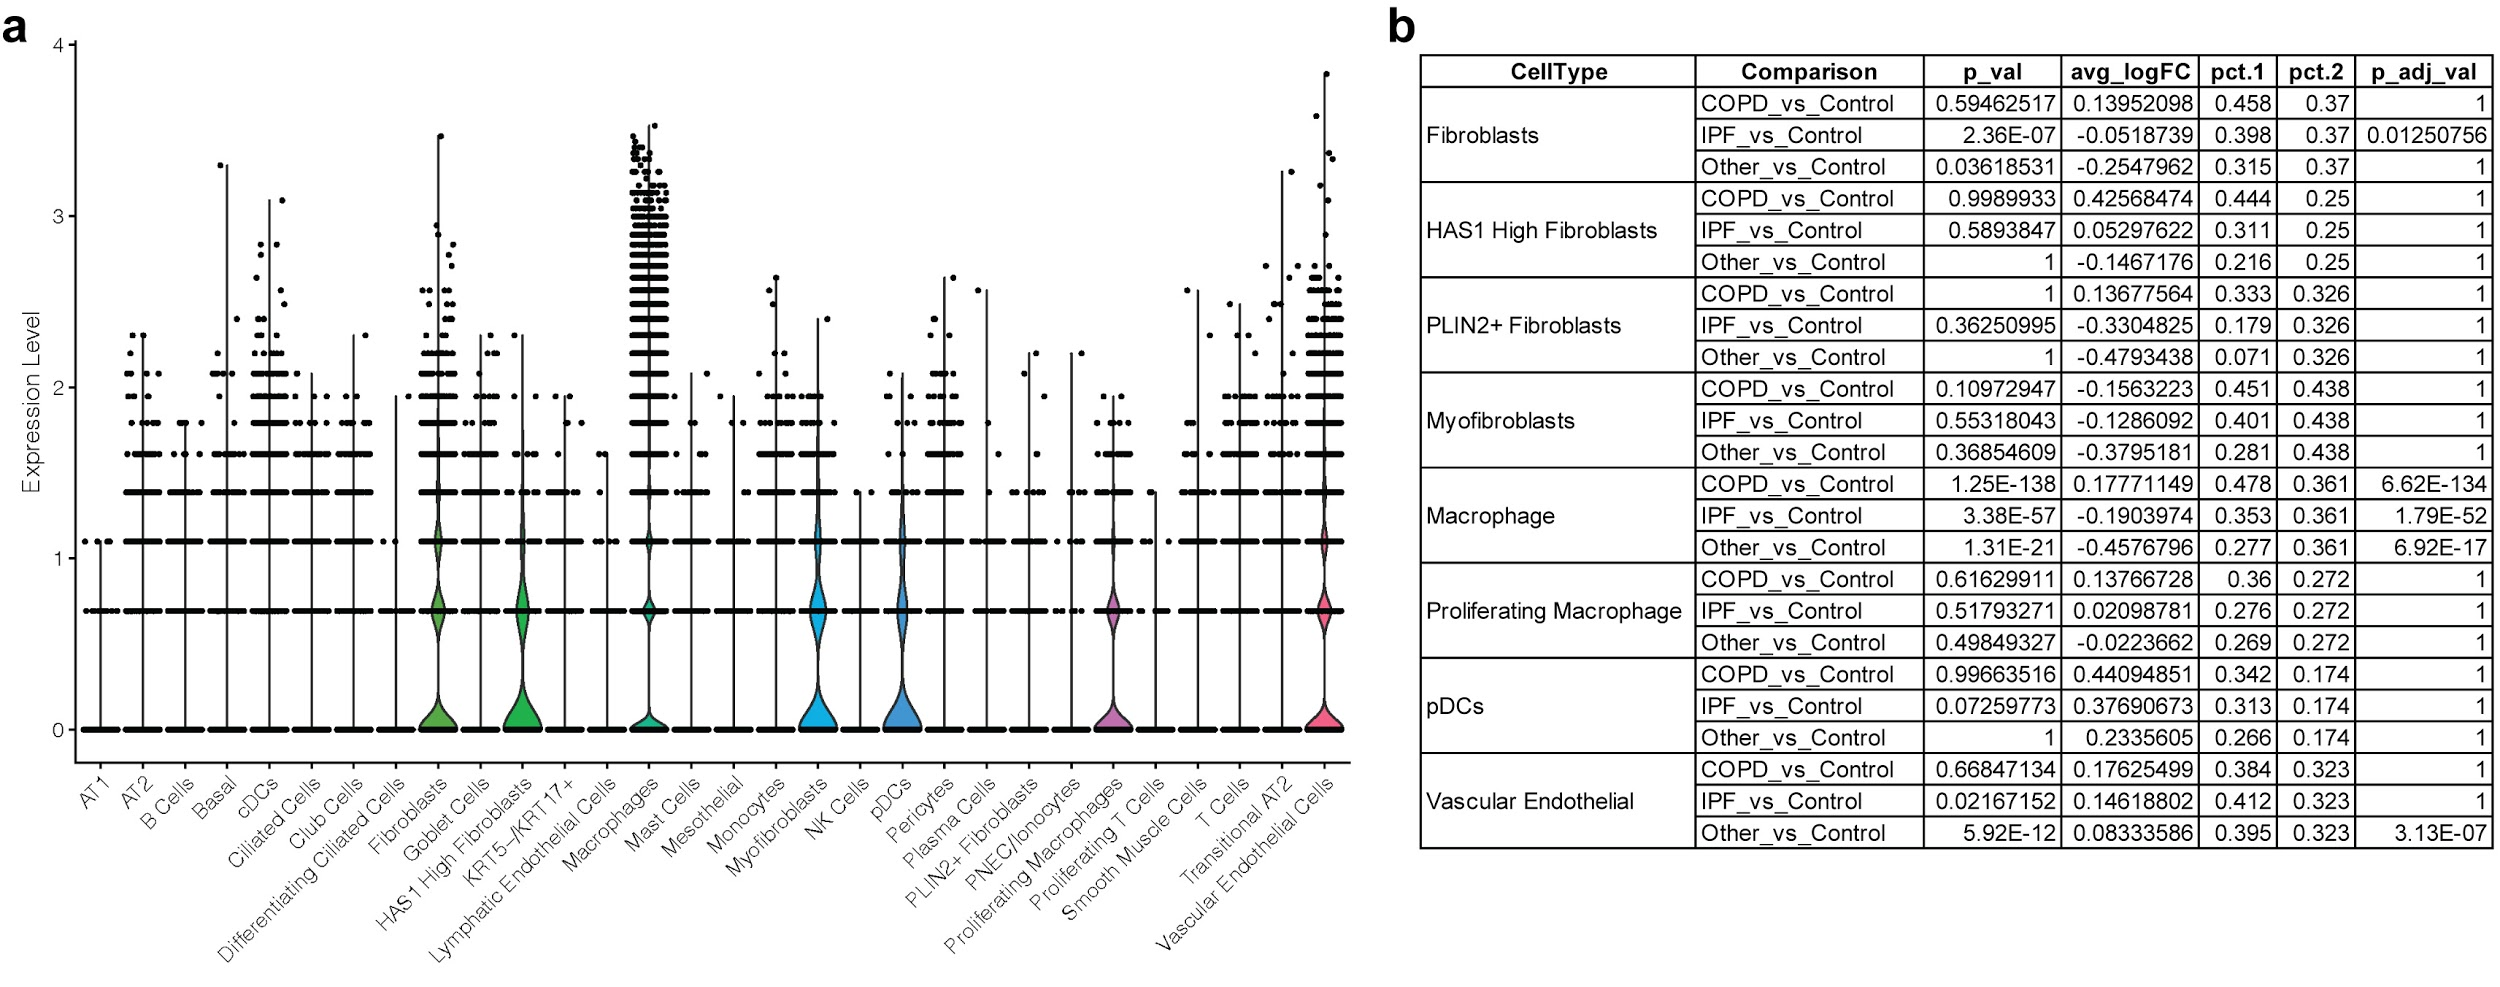 a
Expression Level
4
3
2
1
0
AT1
AT2
B Cells
Basal
cDCs
Ciliated Cells
Club Cells
Differentiating Ciliated Cells
Fibroblasts
Goblet Cells
HAS1 High Fibroblasts
KRT5-/KRT17+
Lymphatic Endothelial Cells
Macrophages
Mast Cells
Mesothelial
Monocytes
Myofibroblasts
NK Cells
pDCs
Pericytes
Plasma Cells
PLIN2+ Fibroblasts
PNEC/Ionocytes
Proliferating Macrophages
Proliferating T Cells
Smooth Muscle Cells
T Cells
Transitional AT2
Vascular Endothelial Cells
b
CellType Comparison p_val avg_logFC pct.1 pct.2 p_adj_val
Fibroblasts
COPD_vs_Control 0.59462517 0.13952098 0.458 0.37 1
IPF_vs_Control 2.36E-07 -0.0518739 0.398 0.37 0.01250756
Other_vs_Control 0.03618531 -0.2547962 0.315 0.37 1
HAS1 High Fibroblasts
COPD_vs_Control 0.9989933 0.42568474 0.444 0.25 1
IPF_vs_Control 0.5893847 0.05297622 0.311 0.25 1
Other_vs_Control 1 -0.1467176 0.216 0.25 1
PLIN2+ Fibroblasts
COPD_vs_Control 1 0.13677564 0.333 0.326 1
IPF_vs_Control 0.36250995 -0.3304825 0.179 0.326 1
Other_vs_Control 1 -0.4793438 0.071 0.326 1
Myofibroblasts
COPD_vs_Control 0.10972947 -0.1563223 0.451 0.438 1
IPF_vs_Control 0.55318043 -0.1286092 0.401 0.438 1
Other_vs_Control 0.36854609 -0.3795181 0.281 0.438 1
Macrophage
COPD_vs_Control 1.25E-138 0.17771149 0.478 0.361 6.62E-134
IPF_vs_Control 3.38E-57 -0.1903974 0.353 0.361 1.79E-52
Other_vs_Control 1.31E-21 -0.4576796 0.277 0.361 6.92E-17
Proliferating Macrophage
COPD_vs_Control 0.61629911 0.13766728 0.36 0.272 1
IPF_vs_Control 0.51793271 0.02098781 0.276 0.272 1
Other_vs_Control 0.49849327 -0.0223662 0.269 0.272 1
pDCs
COPD_vs_Control 0.99663516 0.44094851 0.342 0.174 1
IPF_vs_Control 0.07259773 0.37690673 0.313 0.174 1
Other_vs_Control 1 0.2335605 0.266 0.174 1
Vascular Endothelial
COPD_vs_Control 0.66847134 0.17625499 0.384 0.323 1
IPF_vs_Control 0.02167152 0.14618802 0.412 0.323 1
Other_vs_Control 5.92E-12 0.08333586 0.395 0.323 3.13E-07